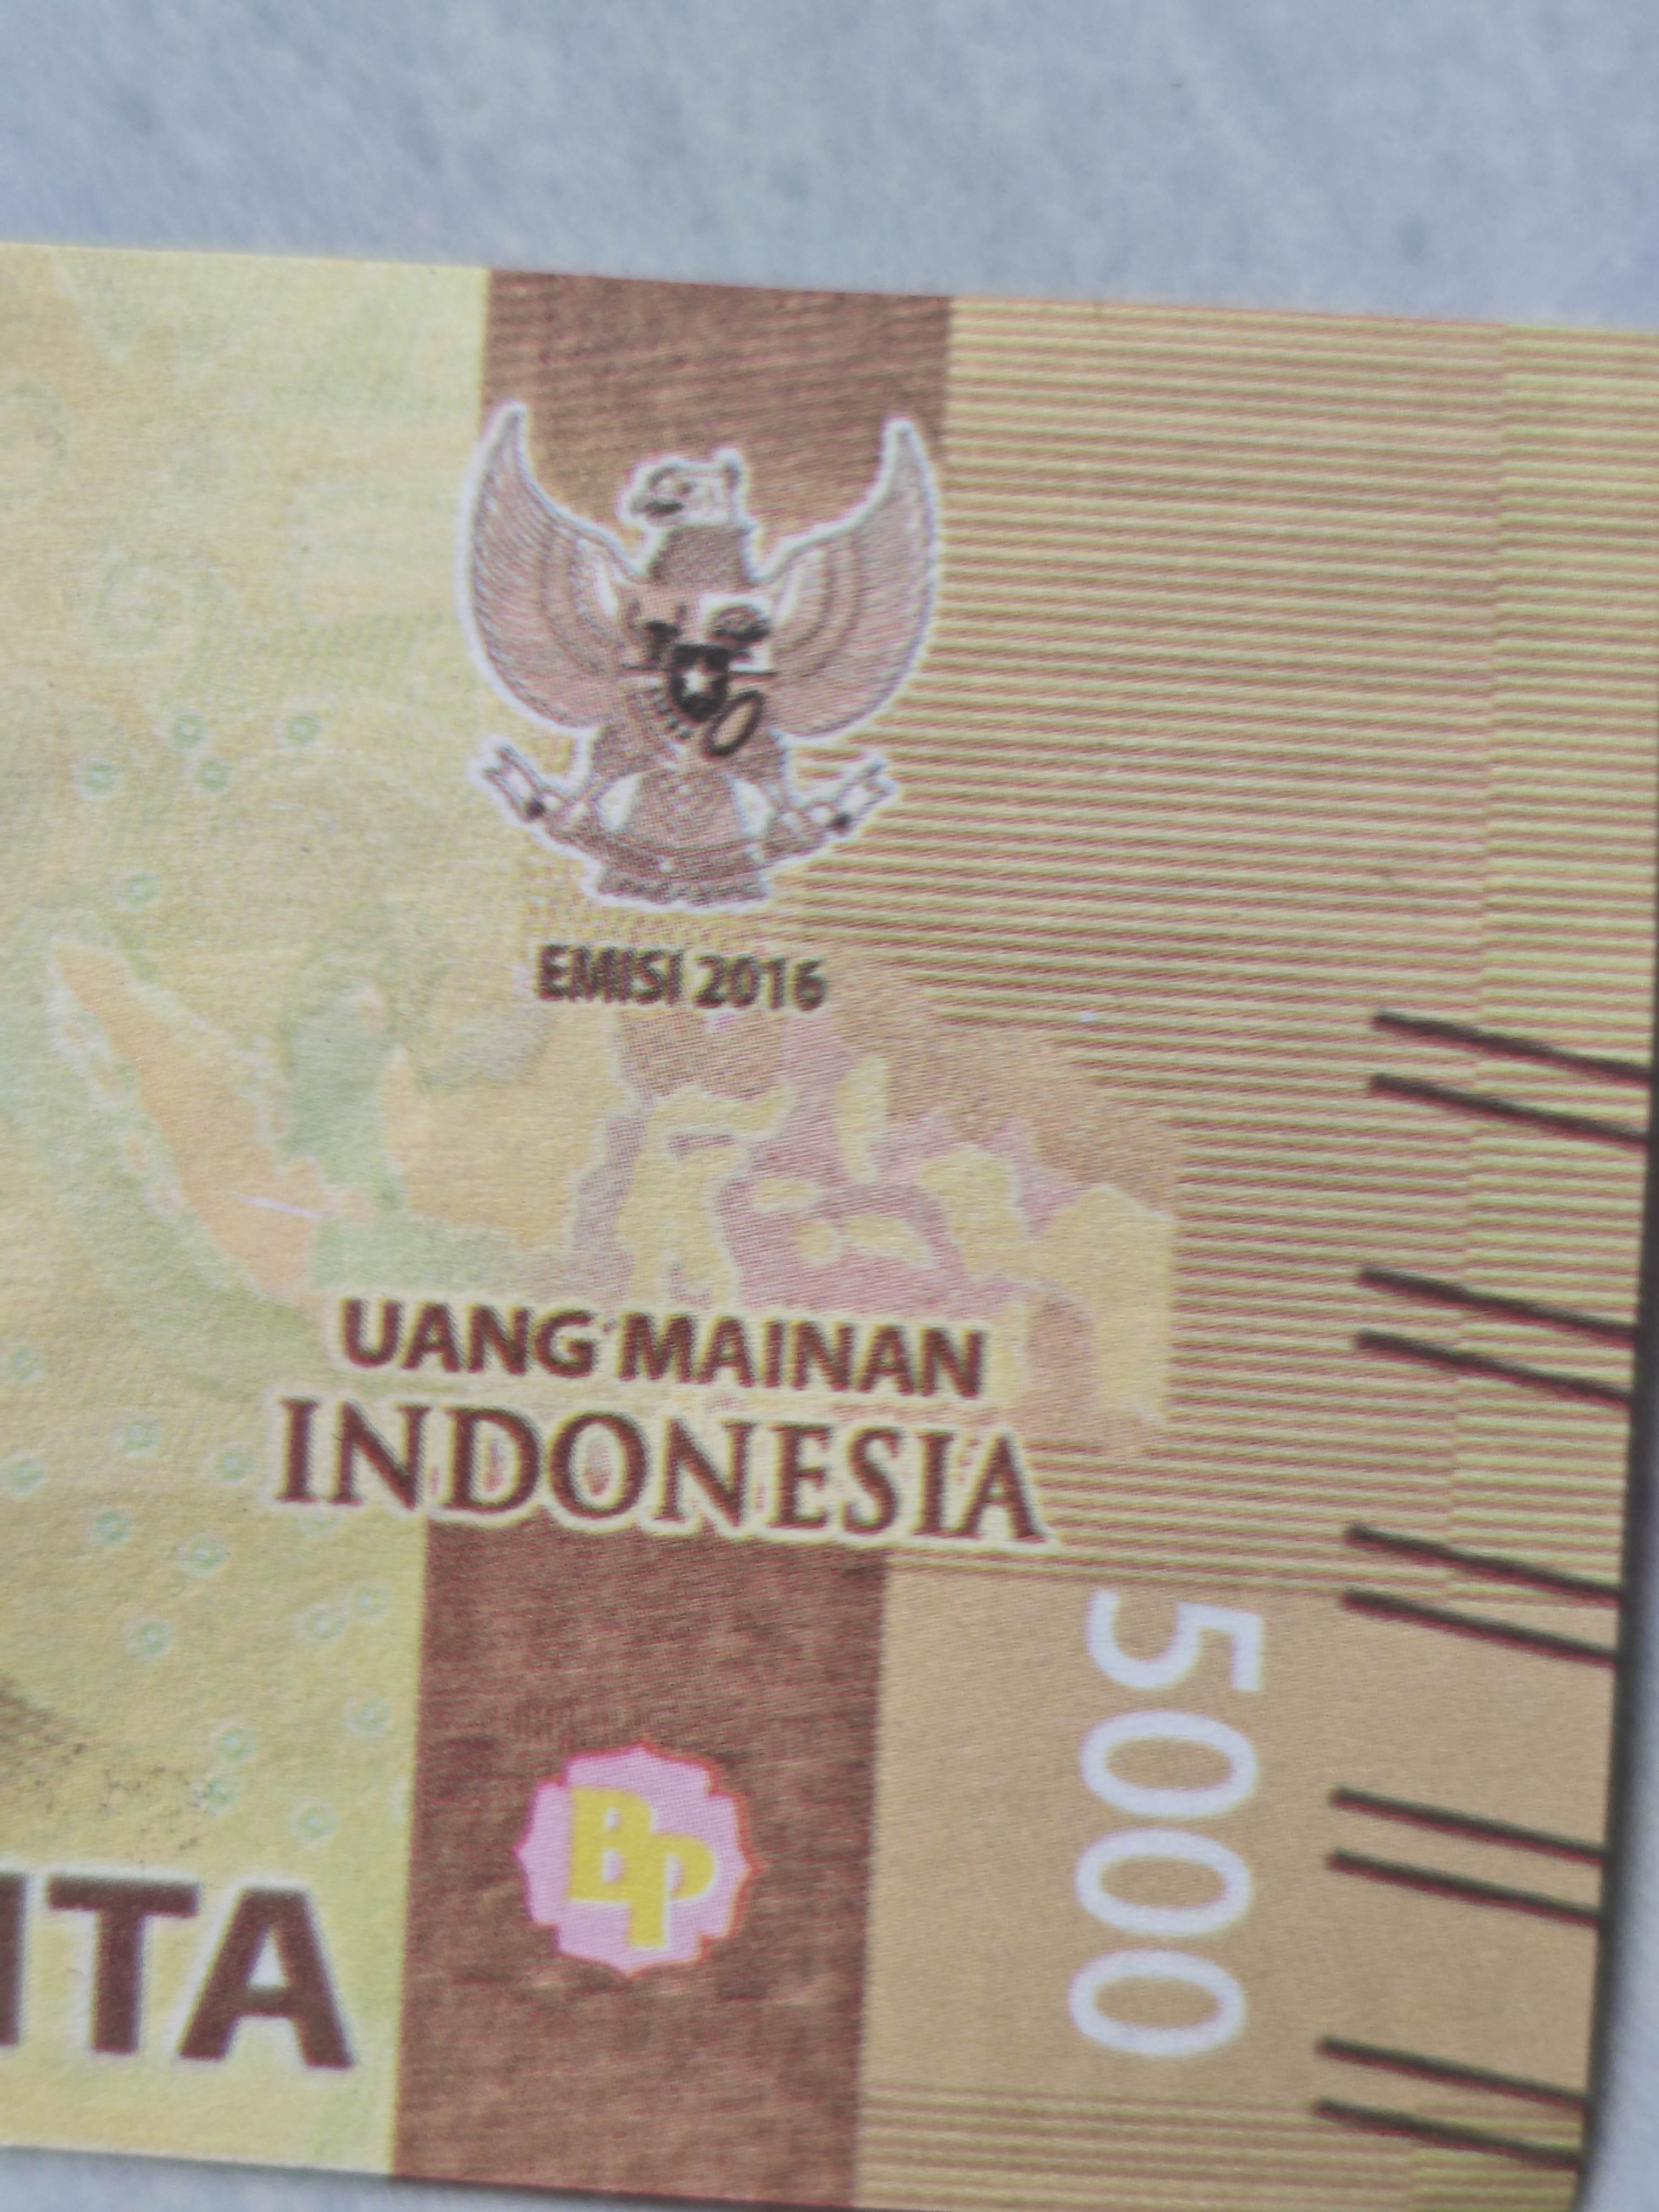 EMISI 2016
UANG MAINAN
INDONESIA
5000
BP
ITA